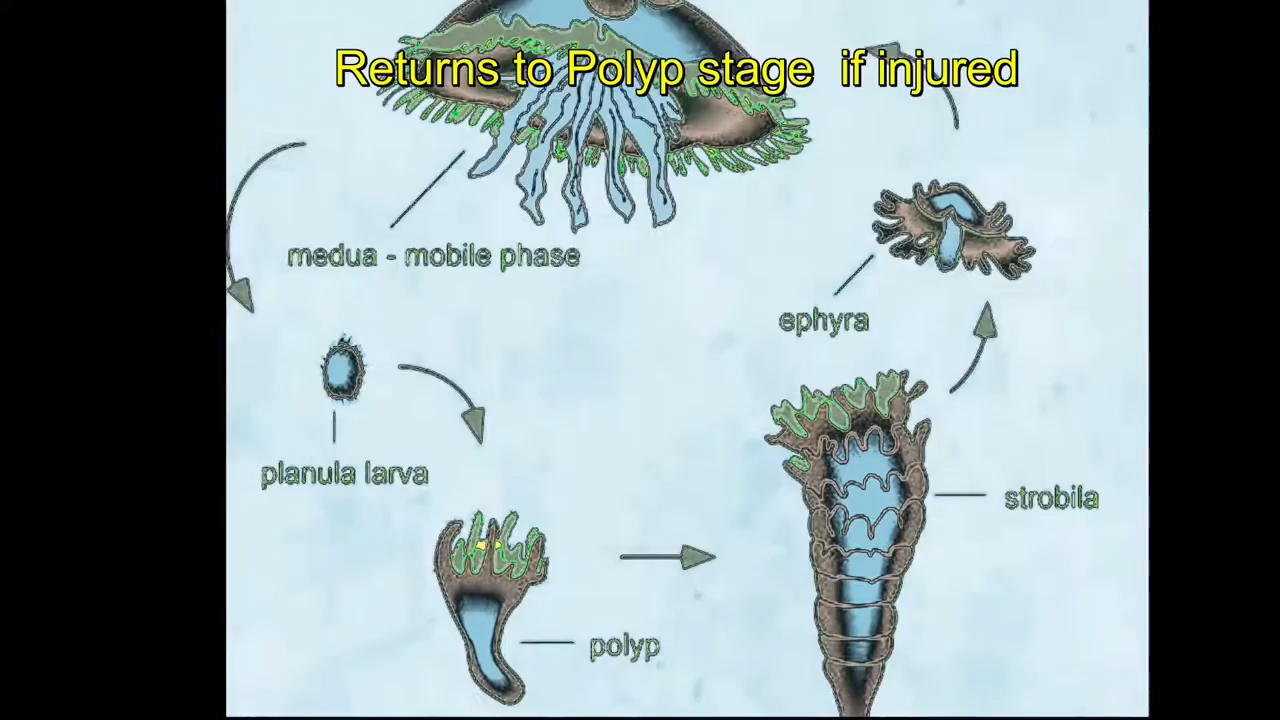 Returns to Polyp stage  if injured
medua - mobile phase
ephyra
planula larva
strobila
polyp